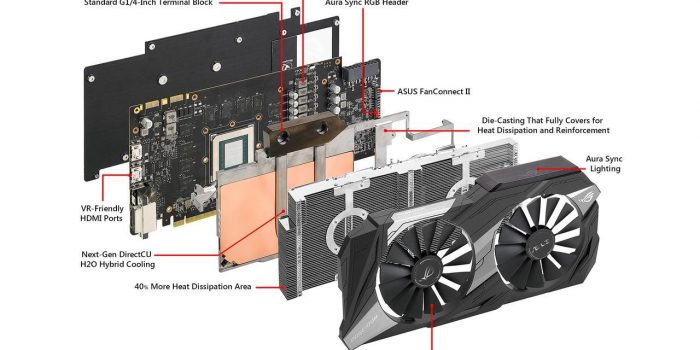 Standard G1/4-Inch Terminal Block
Aura Sync RGB Header
ASUS FanConnect II
Die-Casting That Fully Covers for
Heat Dissipation and Reinforcement
Aura Sync
Lighting
VR-Friendly
HDMI Ports
Next-Gen DirectCU
H2O Hybrid Cooling
40% More Heat Dissipation Area